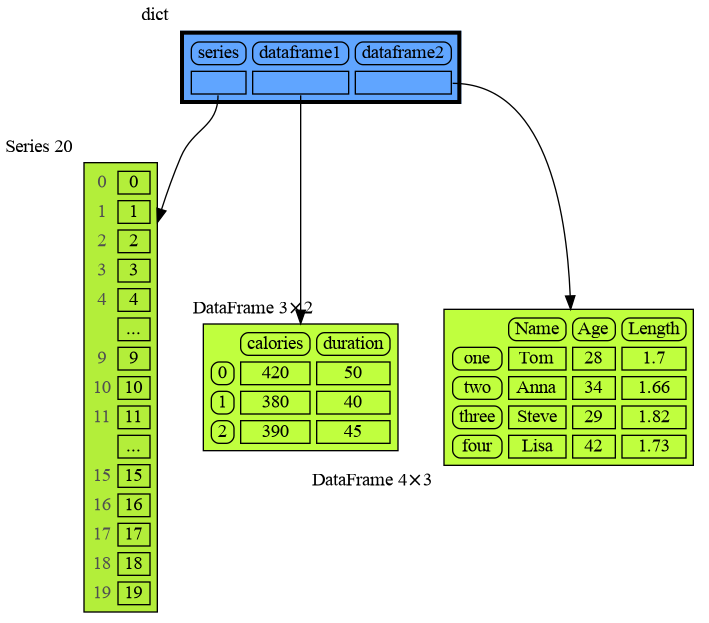 dict
series dataframe1 dataframe2
Series 20
0 0
1 1
2 2
3 3
4 4
...
9 9
10 10
11 11
...
15 15
16 16
17 17
18 18
19 19
DataFrame 3×2
calories duration
0 420 50
1 380 40
2 390 45
DataFrame 4×3
Name Age Length
one Tom 28 1.7
two Anna 34 1.66
three Steve 29 1.82
four Lisa 42 1.73